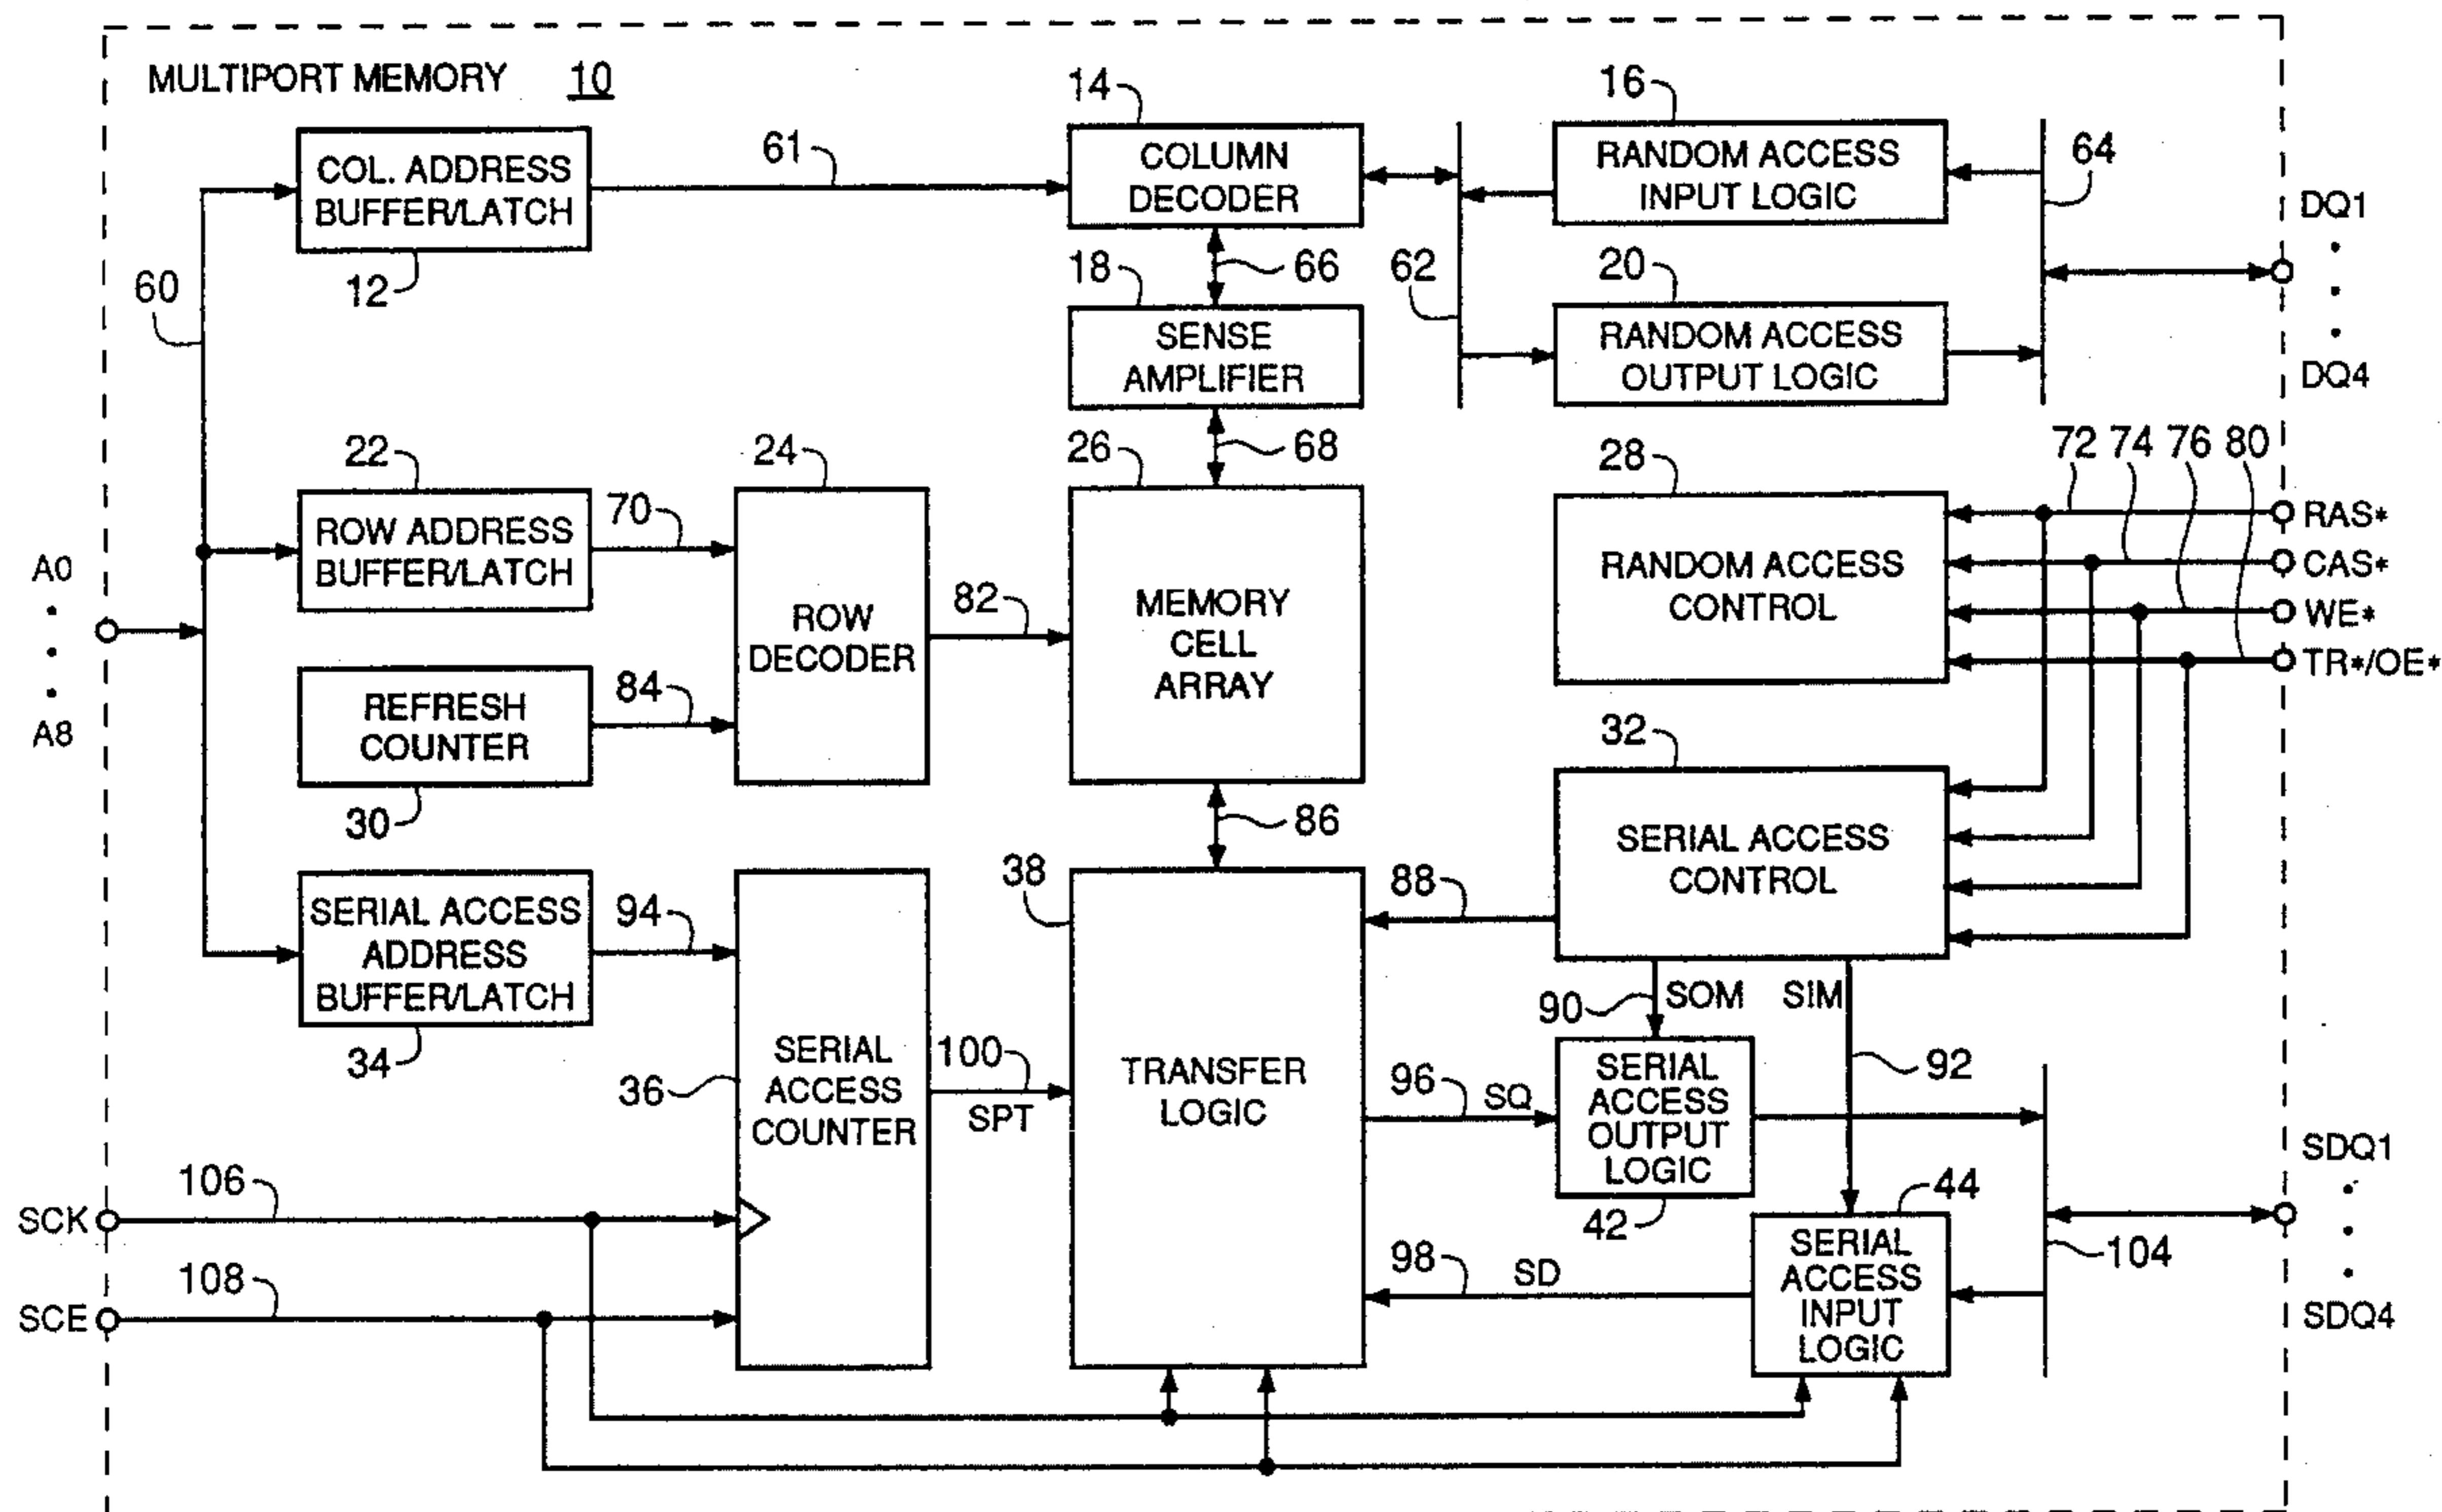 MULTIPORT MEMORY 10
COL. ADDRESS
BUFFER/LATCH
12
60
61
14
COLUMN
DECODER
66
18
SENSE
AMPLIFIER
68
62
16
RANDOM ACCESS
INPUT LOGIC
20
RANDOM ACCESS
OUTPUT LOGIC
64
DQ1
DQ4
A0
A8
22
ROW ADDRESS
BUFFER/LATCH
70
24
ROW
DECODER
82
REFRESH
COUNTER
30
84
26
MEMORY
CELL
ARRAY
86
28
RANDOM ACCESS
CONTROL
72 74 76 80
RAS*
CAS*
WE*
TR*/OE*
32
SERIAL ACCESS
CONTROL
88
90
SOM
SIM
92
SERIAL ACCESS
ADDRESS
BUFFER/LATCH
34
94
36
SERIAL
ACCESS
COUNTER
100
SPT
38
TRANSFER
LOGIC
96
SQ
SERIAL
ACCESS
OUTPUT
LOGIC
42
98
SD
44
SERIAL
ACCESS
INPUT
LOGIC
104
SDQ1
SDQ4
SCK
106
SCE
108